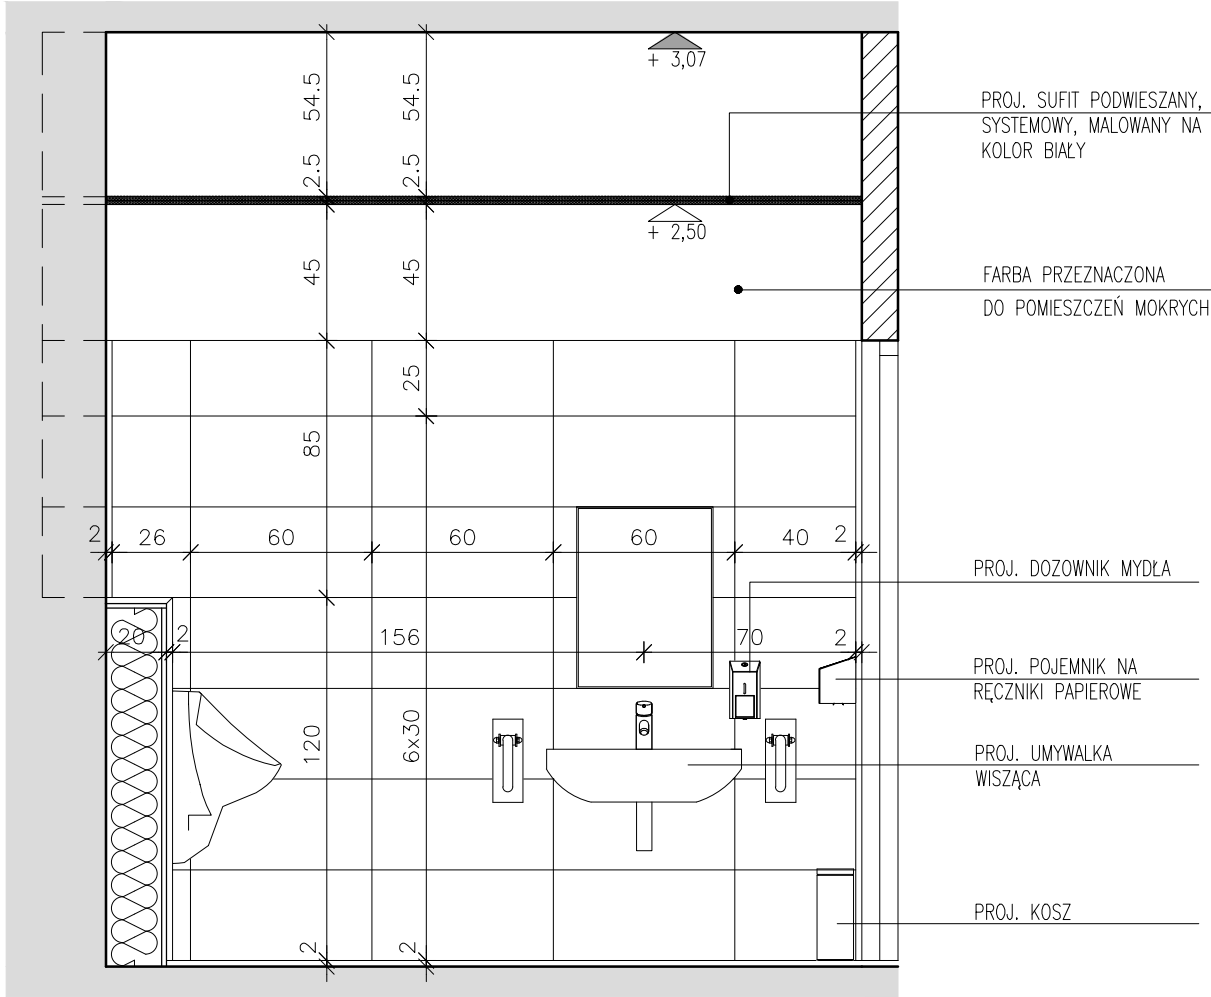 + 3,07
54.5
54.5
PROJ. SUFIT PODWIESZANY,
SYSTEMOWY, MALOWANY NA
KOLOR BIAŁY
2.5
2.5
+ 2,50
45
45
FARBA PRZEZNACZONA
DO POMIESZCZEŃ MOKRYCH
25
85
2 26 60 60 60 40 2
PROJ. DOZOWNIK MYDŁA
20 2 156 70 2
PROJ. POJEMNIK NA
RĘCZNIKI PAPIEROWE
120
6x30
PROJ. UMYWALKA
WISZĄCA
PROJ. KOSZ
2
2